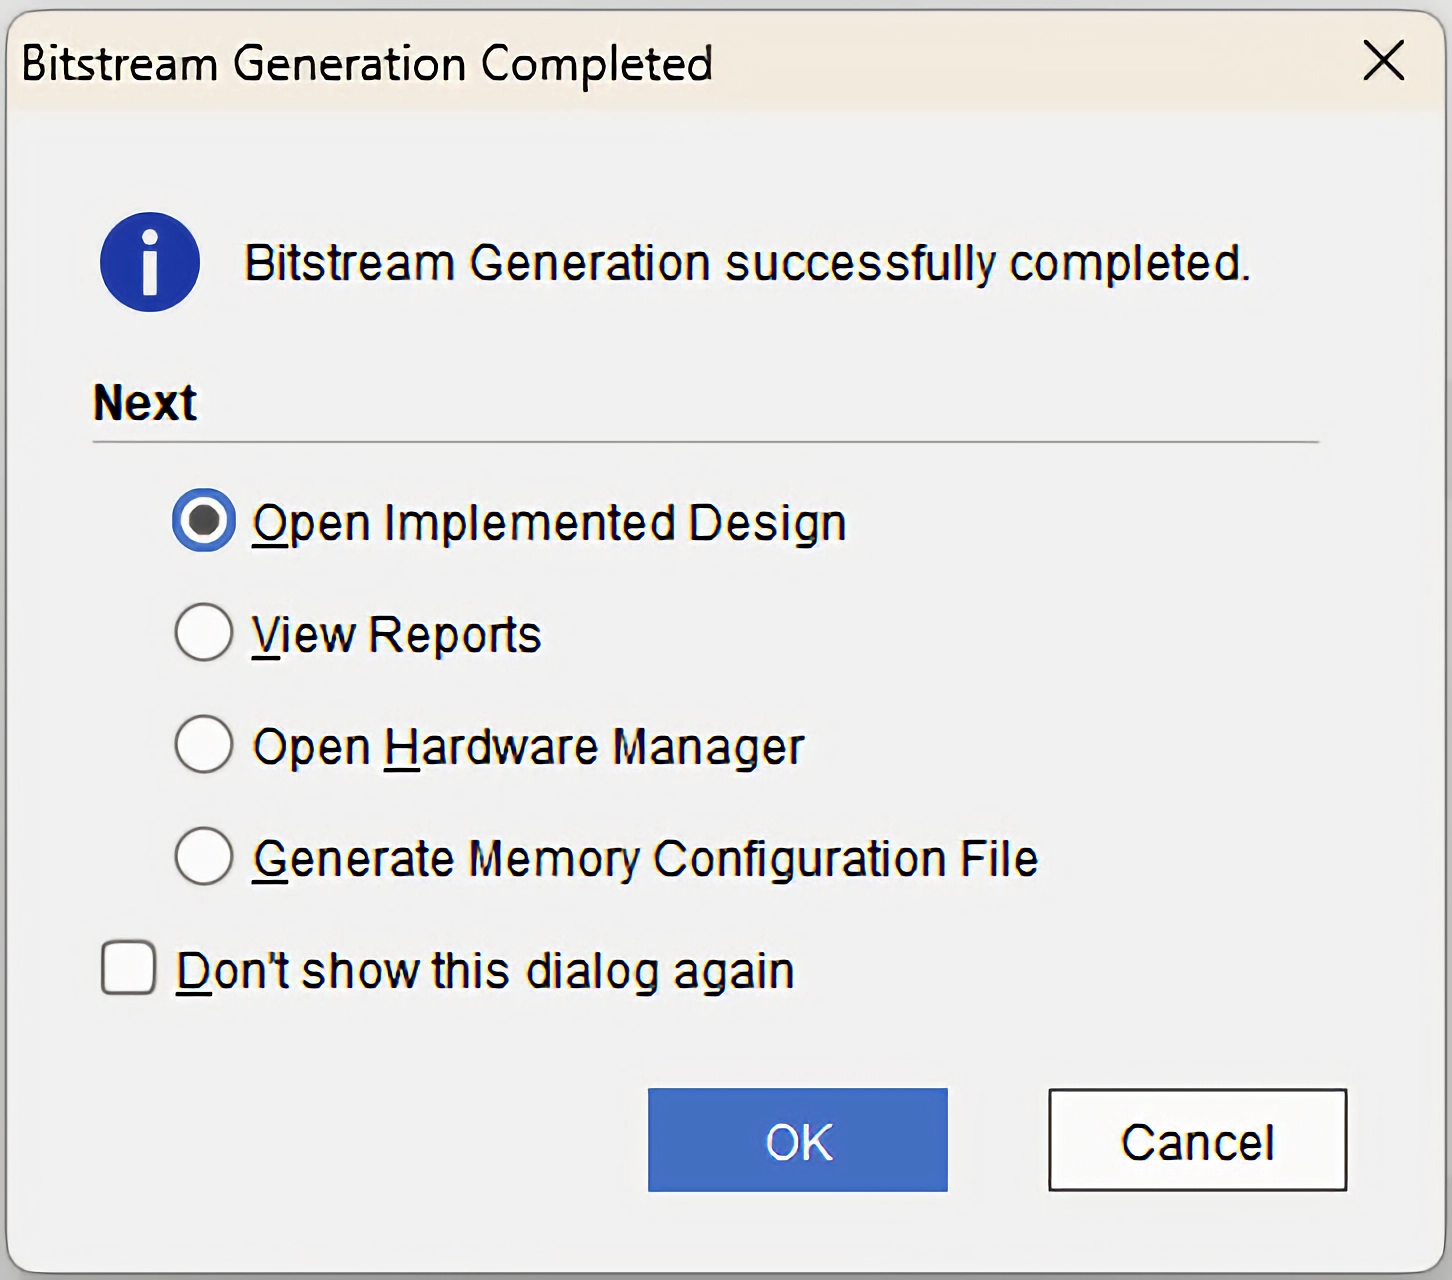 Bitstream Generation Completed
Bitstream Generation successfully completed.
Next
Open Implemented Design
View Reports
Open Hardware Manager
Generate Memory Configuration File
Don't show this dialog again
OK
Cancel